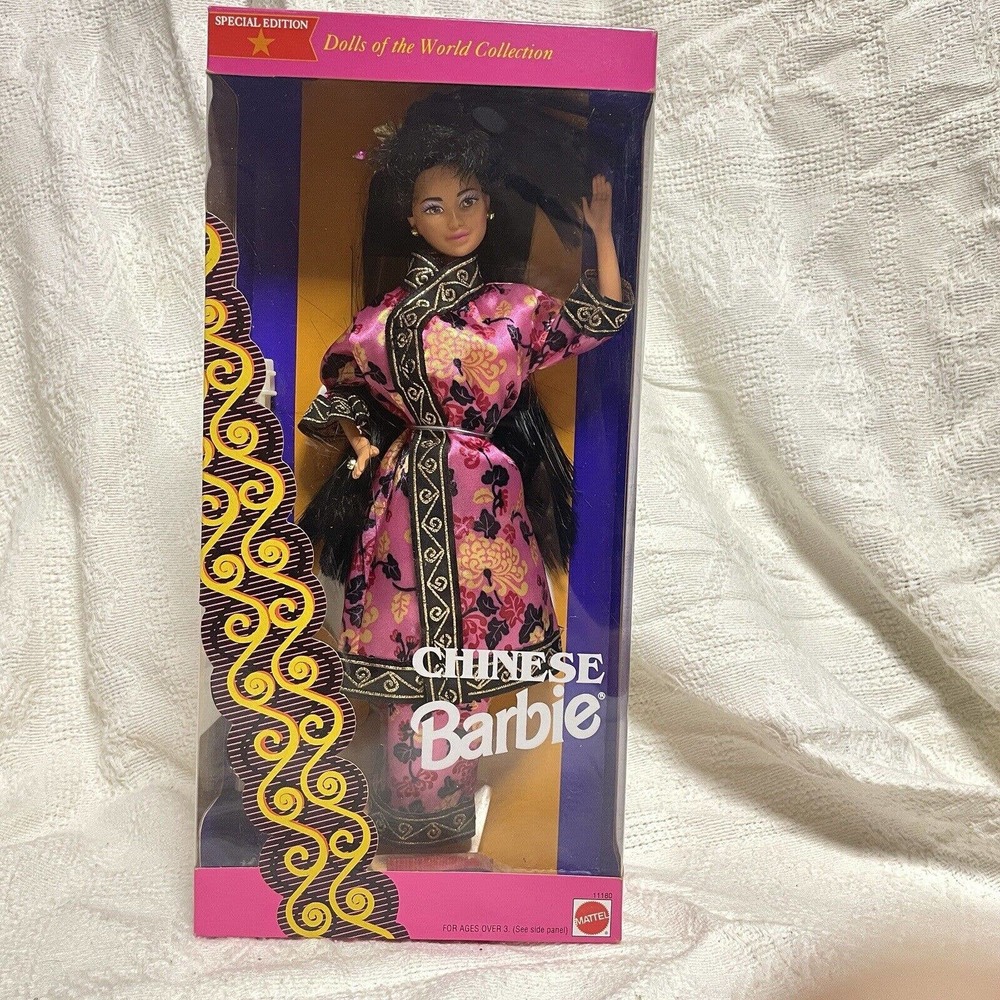 SPECIAL EDITION
Dolls of the World Collection
CHINESE
Barbie®
11180
FOR AGES OVER 3. (See side panel)
MATTEL
®